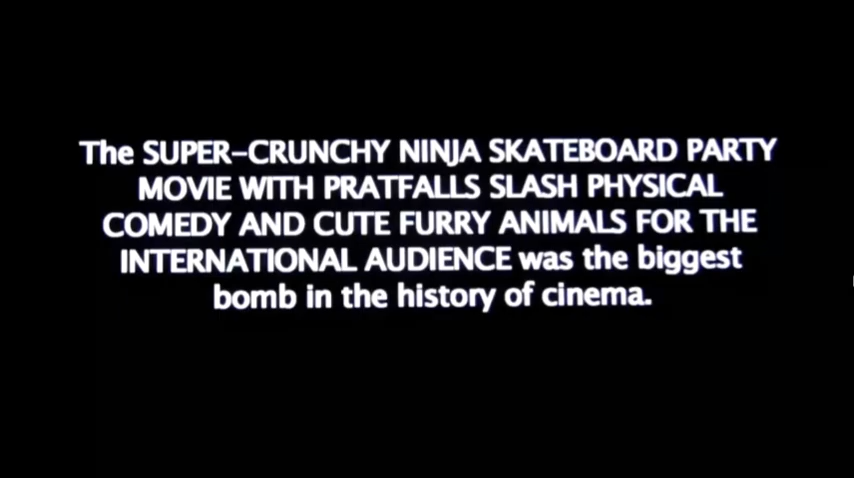 The SUPER-CRUNCHY NINJA SKATEBOARD PARTY
MOVIE WITH PRATFALLS SLASH PHYSICAL
COMEDY AND CUTE FURRY ANIMALS FOR THE
INTERNATIONAL AUDIENCE was the biggest
bomb in the history of cinema.